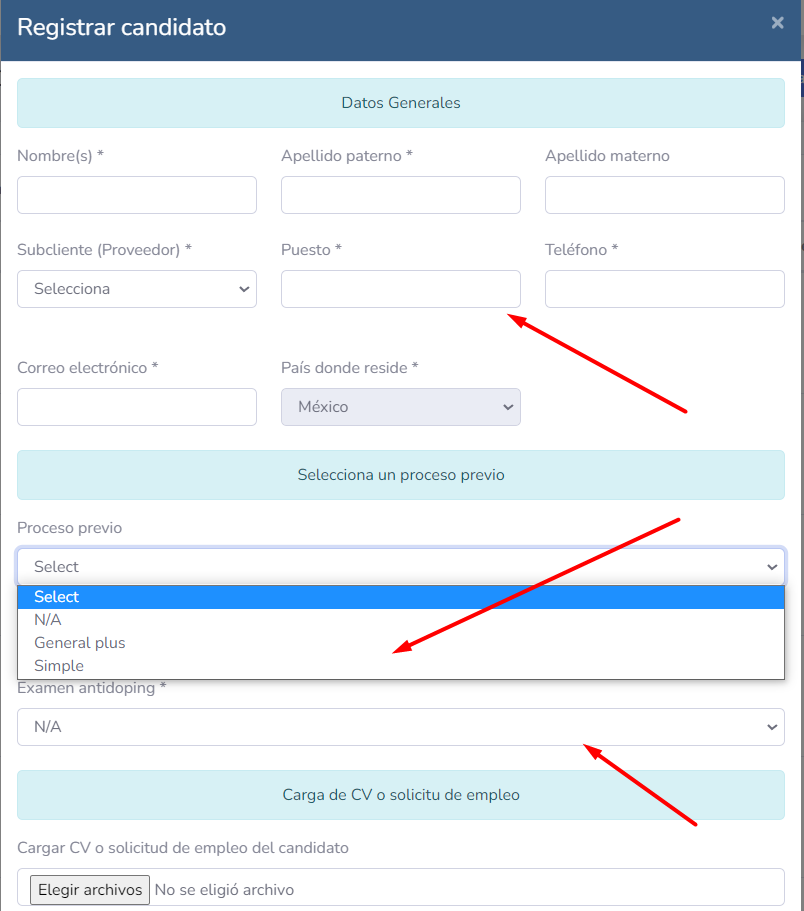 Registrar candidato ×
Datos Generales
Nombre(s) * Apellido paterno * Apellido materno
Subcliente (Proveedor) * Puesto * Teléfono *
Selecciona
Correo electrónico * País donde reside *
México
Selecciona un proceso previo
Proceso previo
Select
Select
N/A
General plus
Simple
Examen antidoping *
N/A
Carga de CV o solicitu de empleo
Cargar CV o solicitud de empleo del candidato
Elegir archivos No se eligió archivo